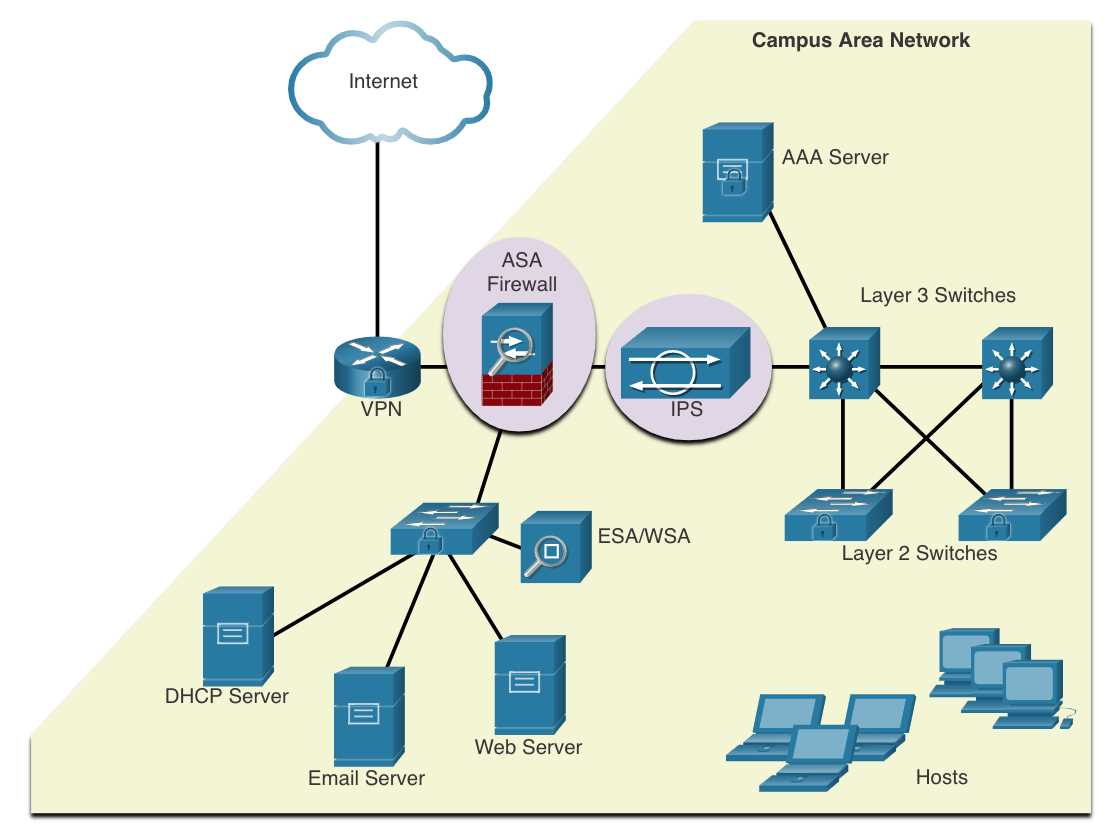 Campus Area Network
Internet
AAA Server
ASA
Firewall
Layer 3 Switches
VPN
IPS
ESA/WSA
Layer 2 Switches
DHCP Server
Web Server
Email Server
Hosts